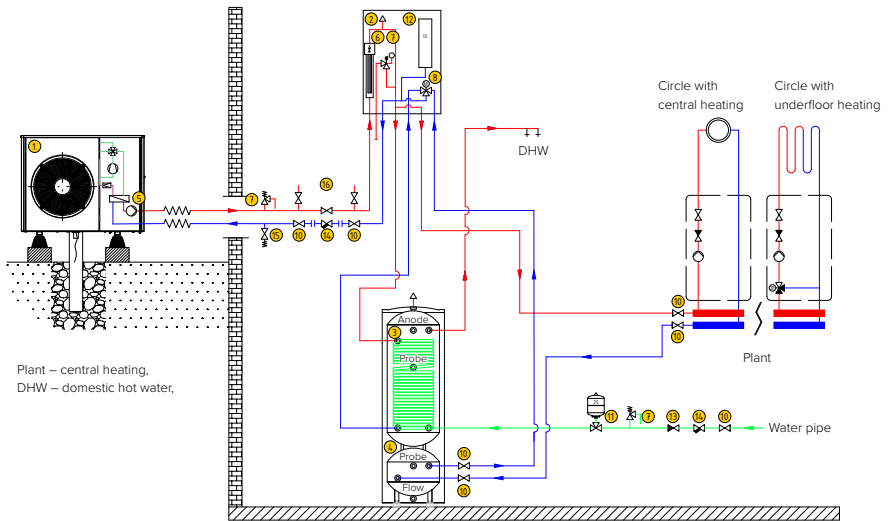 2
12
6
7
8
10
Circle with
central heating
Circle with
underfloor heating
1
5
7
16
DHW
15
10
14
10
10
10
Plant
Anode
3
Probe
Plant – central heating,
DHW – domestic hot water,
25
11
7
13
14
10
Water pipe
4
Probe
Flow
10
10